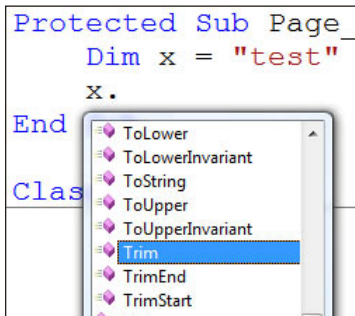 Protected Sub Page_
Dim x = "test"
x.
End
ToLower
ToLowerInvariant
ToString
Clas
ToUpper
ToUpperInvariant
Trim
TrimEnd
TrimStart